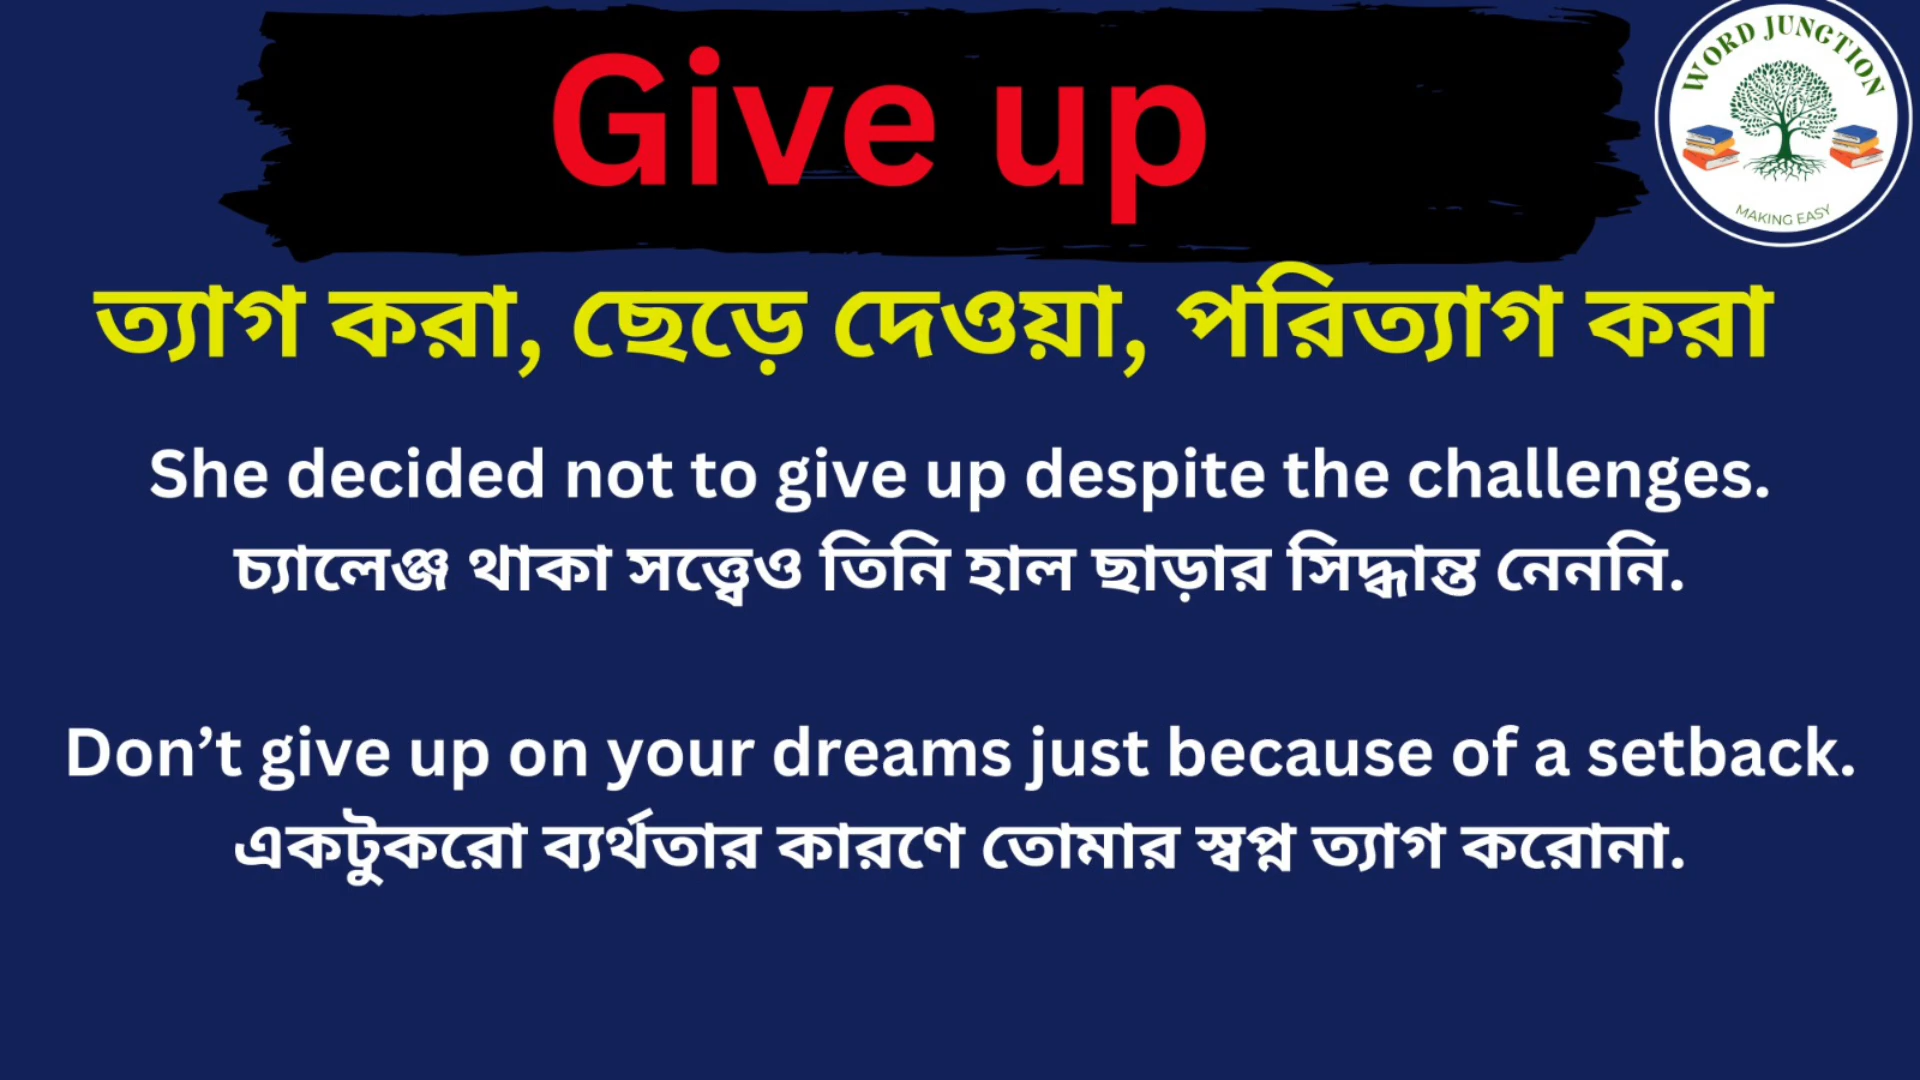 Give up
WORD JUNCTION
MAKING EASY
ত্যাগ করা, ছেড়ে দেওয়া, পরিত্যাগ করা
She decided not to give up despite the challenges.
চ্যালেঞ্জ থাকা সত্ত্বেও তিনি হাল ছাড়ার সিদ্ধান্ত নেননি.
Don’t give up on your dreams just because of a setback.
একটুকরো ব্যর্থতার কারণে তোমার স্বপ্ন ত্যাগ করোনা.